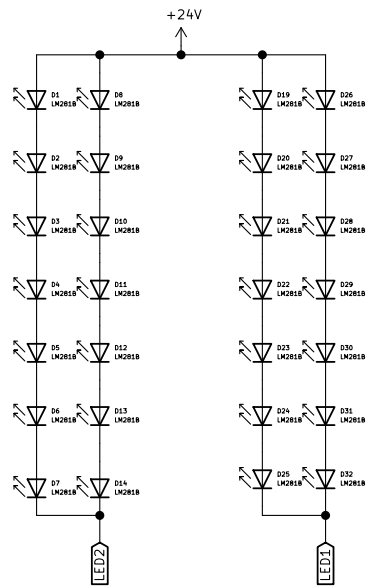 +24V
D1
LM281B
D8
LM281B
D19
LM281B
D26
LM281B
D2
LM281B
D9
LM281B
D20
LM281B
D27
LM281B
D3
LM281B
D10
LM281B
D21
LM281B
D28
LM281B
D4
LM281B
D11
LM281B
D22
LM281B
D29
LM281B
D5
LM281B
D12
LM281B
D23
LM281B
D30
LM281B
D6
LM281B
D13
LM281B
D24
LM281B
D31
LM281B
D7
LM281B
D14
LM281B
D25
LM281B
D32
LM281B
LED2
LED1